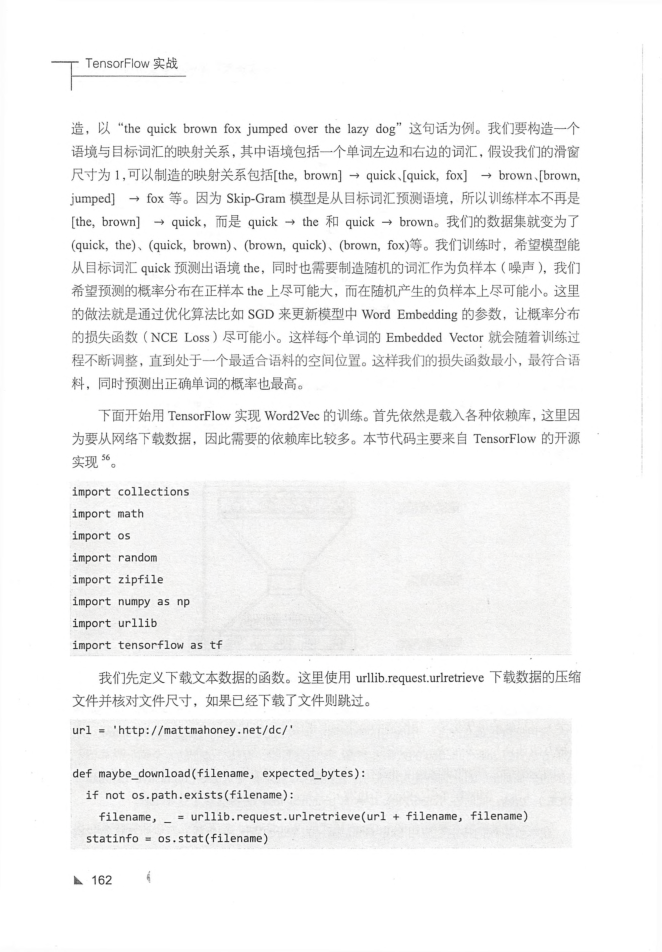 TensorFlow 实战
造，以“the quick brown fox jumped over the lazy dog”这句话为例。我们要构造一个
语境与目标词汇的映射关系，其中语境包括一个单词左边和右边的词汇，假设我们的滑窗
尺寸为 1，可以制造的映射关系包括[the, brown] → quick、[quick, fox] → brown、[brown,
jumped] → fox 等。因为 Skip-Gram 模型是从目标词汇预测语境，所以训练样本不再是
[the, brown] → quick，而是 quick → the 和 quick → brown。我们的数据集就变为了
(quick, the)、(quick, brown)、(brown, quick)、(brown, fox)等。我们训练时，希望模型能
从目标词汇 quick 预测出语境 the，同时也需要制造随机的词汇作为负样本（噪声），我们
希望预测的概率分布在正样本 the 上尽可能大，而在随机产生的负样本上尽可能小。这里
的做法就是通过优化算法比如 SGD 来更新模型中 Word Embedding 的参数，让概率分布
的损失函数（NCE Loss）尽可能小。这样每个单词的 Embedded Vector 就会随着训练过
程不断调整，直到处于一个最适合语料的空间位置。这样我们的损失函数最小，最符合语
料，同时预测出正确单词的概率也最高。
下面开始用 TensorFlow 实现 Word2Vec 的训练。首先依然是载入各种依赖库，这里因
为要从网络下载数据，因此需要的依赖库比较多。本节代码主要来自 TensorFlow 的开源
实现 56。
import collections
import math
import os
import random
import zipfile
import numpy as np
import urllib
import tensorflow as tf
我们先定义下载文本数据的函数。这里使用 urllib.request.urlretrieve 下载数据的压缩
文件并核对文件尺寸，如果已经下载了文件则跳过。
url = 'http://mattmahoney.net/dc/'
def maybe_download(filename, expected_bytes):
if not os.path.exists(filename):
filename, _ = urllib.request.urlretrieve(url + filename, filename)
statinfo = os.stat(filename)
162